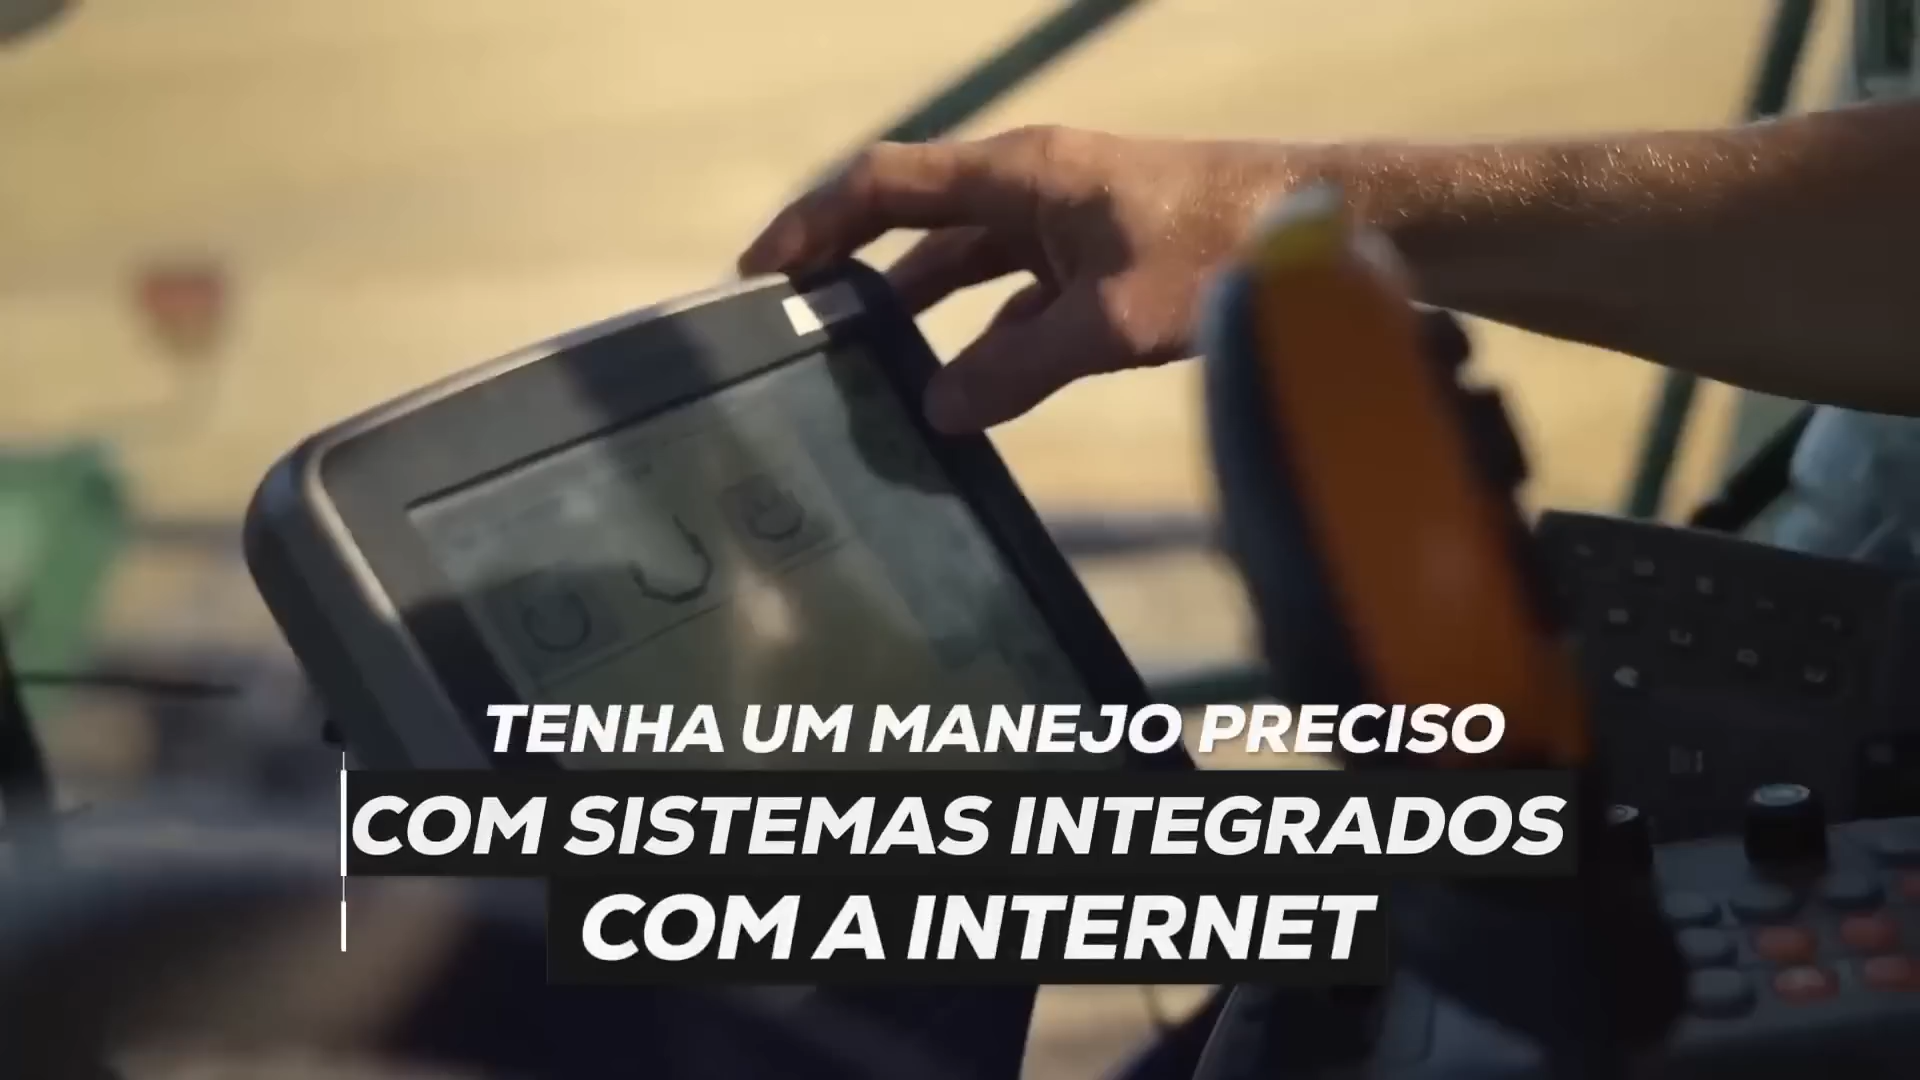 TENHA UM MANEJO PRECISO
COM SISTEMAS INTEGRADOS
COM A INTERNET